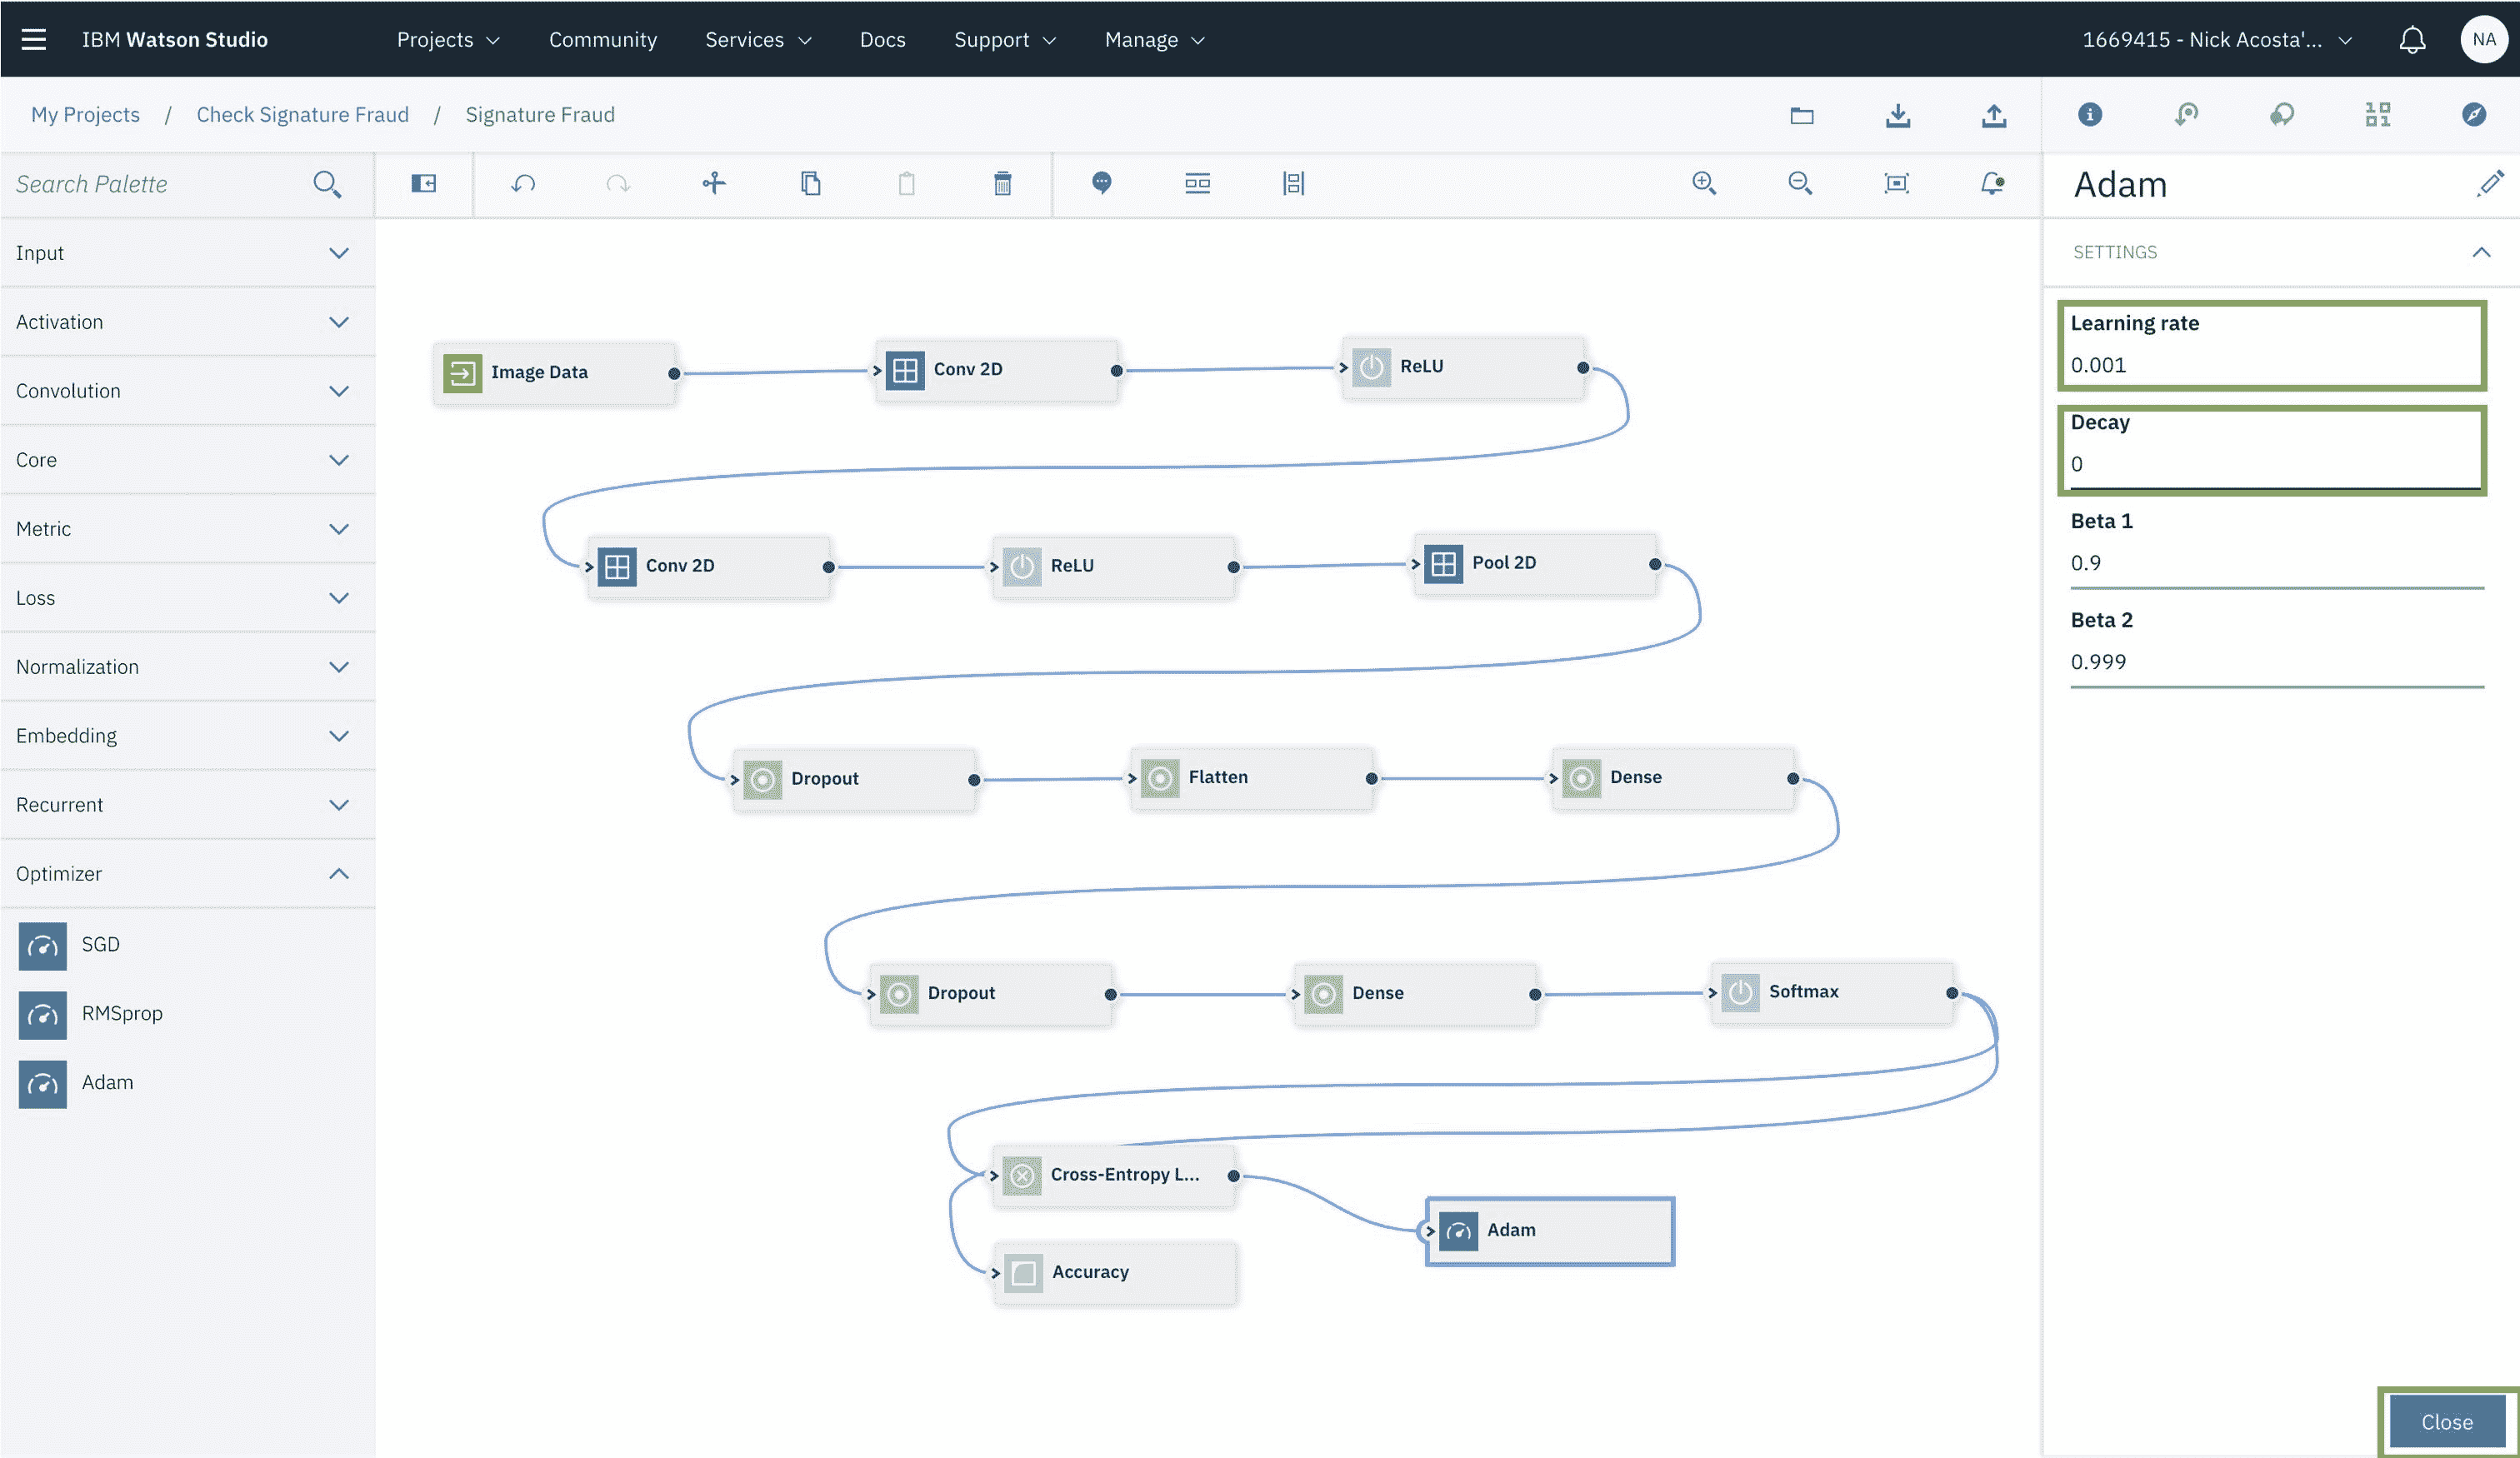 IBM Watson Studio
Projects
Community
Services
Docs
Support
Manage
1669415 - Nick Acosta'...
NA
My Projects / Check Signature Fraud / Signature Fraud
Search Palette
Input
Activation
Convolution
Core
Metric
Loss
Normalization
Embedding
Recurrent
Optimizer
SGD
RMSprop
Adam
Image Data
Conv 2D
ReLU
Conv 2D
ReLU
Pool 2D
Dropout
Flatten
Dense
Dropout
Dense
Softmax
Cross-Entropy L...
Adam
Accuracy
Adam
SETTINGS
Learning rate
0.001
Decay
0
Beta 1
0.9
Beta 2
0.999
Close